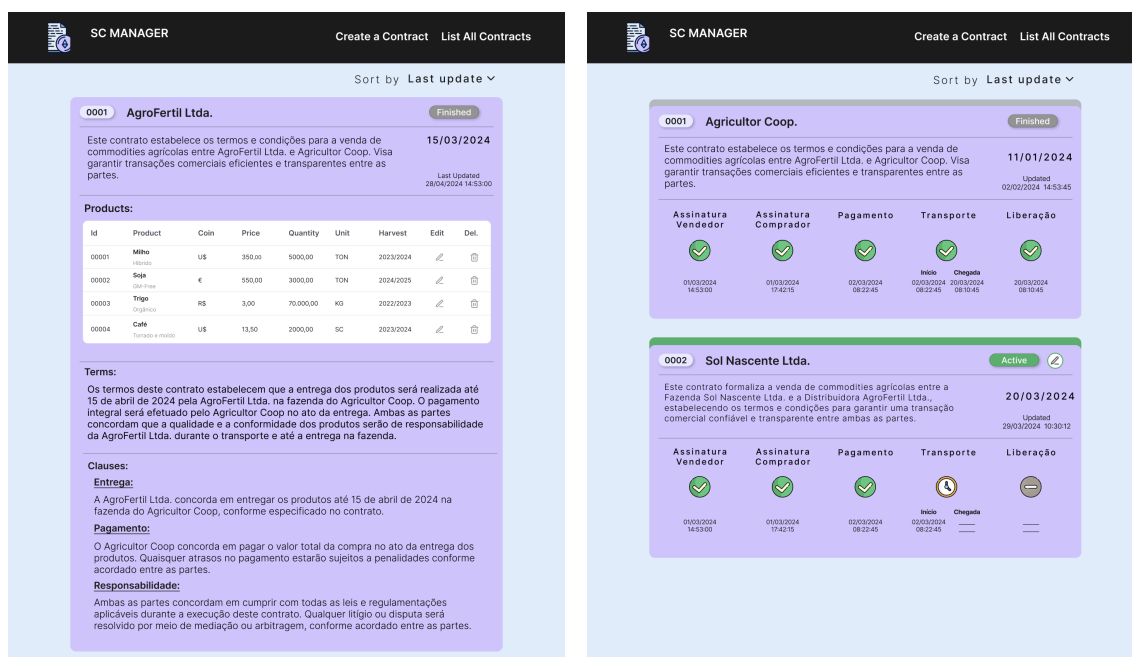 SC MANAGER
Create a Contract List All Contracts
Sort by Last update
0001 AgroFertil Ltda. Finished
Este contrato estabelece os termos e condições para a venda de
commodities agrícolas entre AgroFertil Ltda. e Agricultor Coop. Visa
garantir transações comerciais eficientes e transparentes entre as
partes.
15/03/2024
Last Updated
28/04/2024 14:53:00
Products:
Id Product Coin Price Quantity Unit Harvest Edit Del.
00001 Milho U$ 350,00 5000,00 TON 2023/2024
Híbrido
00002 Soja € 550,00 3000,00 TON 2024/2025
GM-Free
00003 Trigo R$ 3,00 70.000,00 KG 2022/2023
Orgânico
00004 Café U$ 13,50 2000,00 SC 2023/2024
Torrado e moído
Terms:
Os termos deste contrato estabelecem que a entrega dos produtos será realizada até
15 de abril de 2024 pela AgroFertil Ltda. na fazenda do Agricultor Coop. O pagamento
integral será efetuado pelo Agricultor Coop no ato da entrega. Ambas as partes
concordam que a qualidade e a conformidade dos produtos serão de responsabilidade
da AgroFertil Ltda. durante o transporte e até a entrega na fazenda.
Clauses:
Entrega:
A AgroFertil Ltda. concorda em entregar os produtos até 15 de abril de 2024 na
fazenda do Agricultor Coop, conforme especificado no contrato.
Pagamento:
O Agricultor Coop concorda em pagar o valor total da compra no ato da entrega dos
produtos. Quaisquer atrasos no pagamento estarão sujeitos a penalidades conforme
acordado entre as partes.
Responsabilidade:
Ambas as partes concordam em cumprir com todas as leis e regulamentações
aplicáveis durante a execução deste contrato. Qualquer litígio ou disputa será
resolvido por meio de mediação ou arbitragem, conforme acordado entre as partes.
SC MANAGER
Create a Contract List All Contracts
Sort by Last update
0001 Agricultor Coop. Finished
Este contrato estabelece os termos e condições para a venda de
commodities agrícolas entre AgroFertil Ltda. e Agricultor Coop. Visa
garantir transações comerciais eficientes e transparentes entre as
partes.
11/01/2024
Updated
02/02/2024 14:53:45
Assinatura Vendedor
Assinatura Comprador
Pagamento
Transporte
Liberação
Início Chegada
01/03/2024 01/03/2024 02/03/2024 02/03/2024 20/03/2024 20/03/2024
14:53:00 17:42:15 08:22:45 08:22:45 08:10:45 08:10:45
0002 Sol Nascente Ltda. Active
Este contrato formaliza a venda de commodities agrícolas entre a
Fazenda Sol Nascente Ltda. e a Distribuidora AgroFertil Ltda.,
estabelecendo os termos e condições para garantir uma transação
comercial confiável e transparente entre ambas as partes.
20/03/2024
Updated
29/03/2024 10:30:12
Assinatura Vendedor
Assinatura Comprador
Pagamento
Transporte
Liberação
Início Chegada
01/03/2024 01/03/2024 02/03/2024 02/03/2024
14:53:00 17:42:15 08:22:45 08:22:45